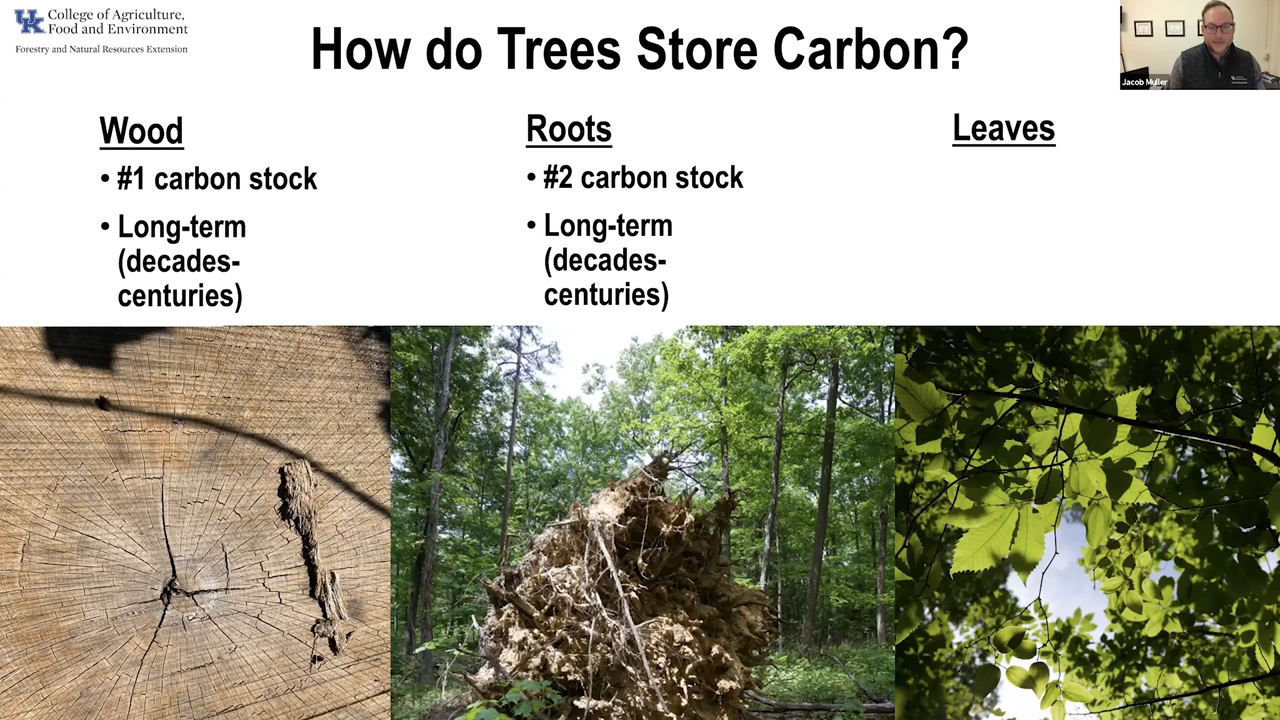 UK College of Agriculture,
Food and Environment
Forestry and Natural Resources Extension
How do Trees Store Carbon?
Jacob Muller
Wood
• #1 carbon stock
• Long-term
(decades-
centuries)
Roots
• #2 carbon stock
• Long-term
(decades-
centuries)
Leaves